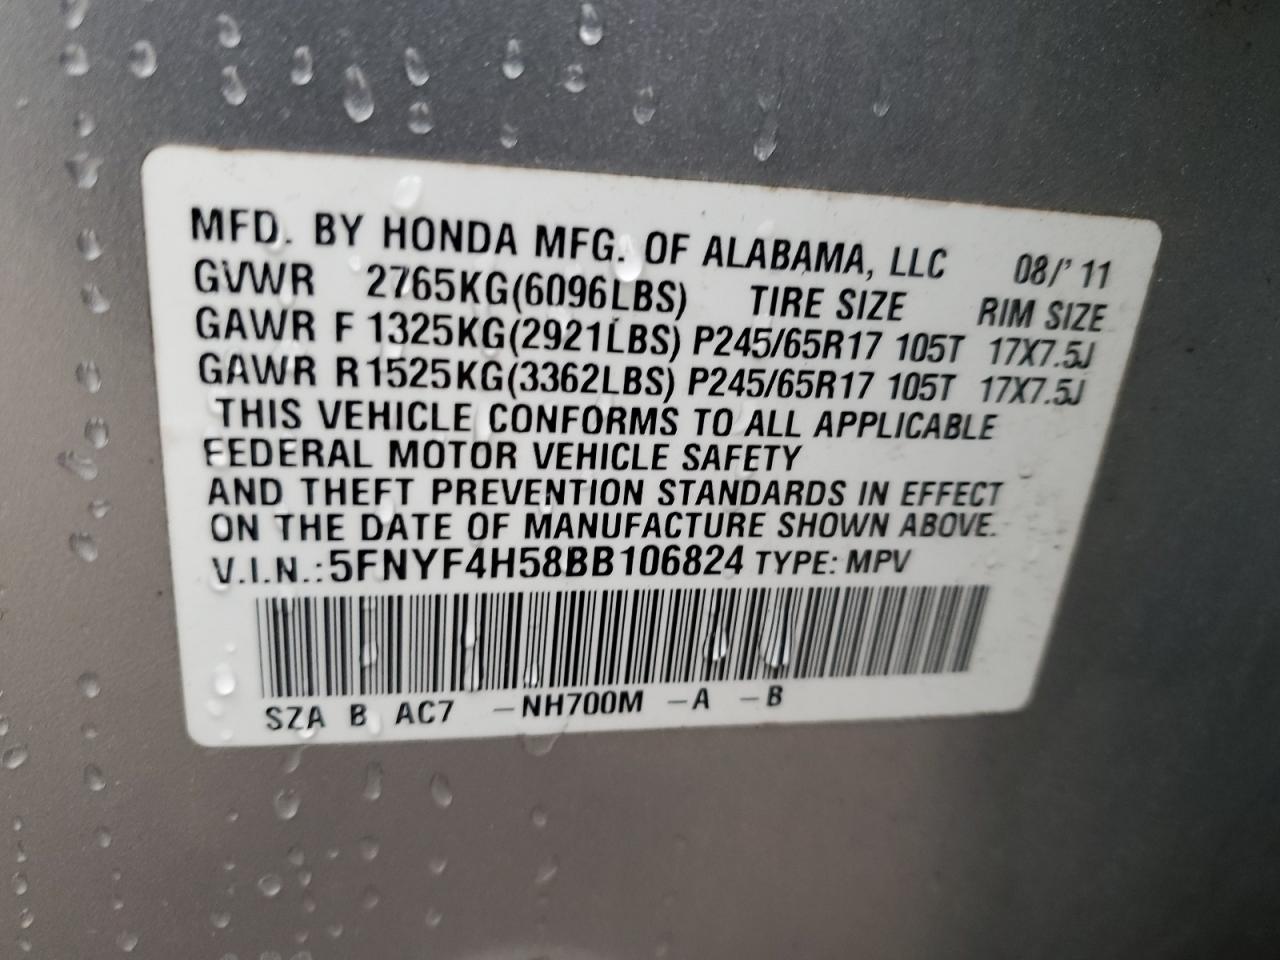 MFD. BY HONDA MFG. OF ALABAMA, LLC 08/'11
GVWR 2765KG(6096LBS) TIRE SIZE RIM SIZE
GAWR F 1325KG(2921LBS) P245/65R17 105T 17X7.5J
GAWR R 1525KG(3362LBS) P245/65R17 105T 17X7.5J
THIS VEHICLE CONFORMS TO ALL APPLICABLE
FEDERAL MOTOR VEHICLE SAFETY
AND THEFT PREVENTION STANDARDS IN EFFECT
ON THE DATE OF MANUFACTURE SHOWN ABOVE.
V.I.N.: 5FNYF4H58BB106824 TYPE: MPV
SZA B AC7 -NH700M -A -B